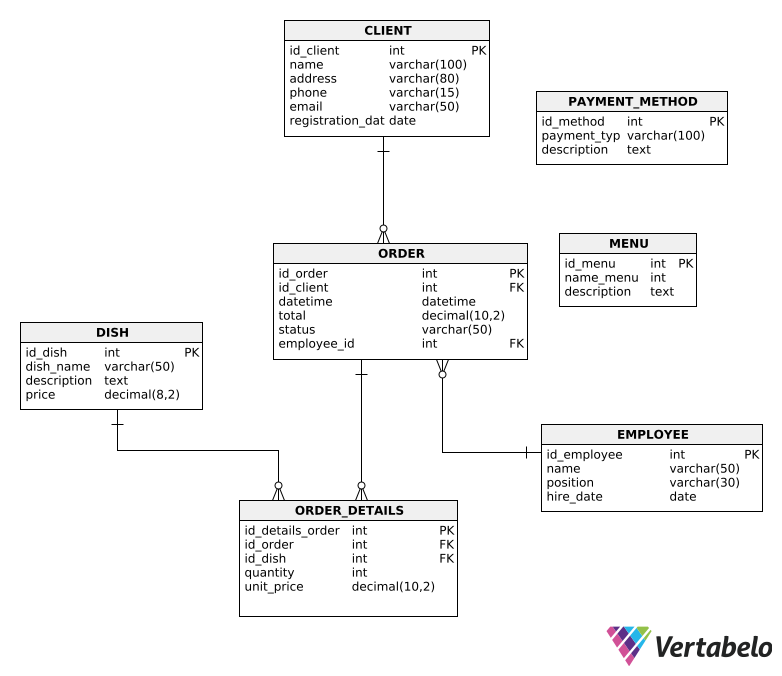 CLIENT
id_client int PK
name varchar(100)
address varchar(80)
phone varchar(15)
email varchar(50)
registration_dat date
PAYMENT_METHOD
id_method int PK
payment_typ varchar(100)
description text
ORDER
id_order int PK
id_client int FK
datetime datetime
total decimal(10,2)
status varchar(50)
employee_id int FK
MENU
id_menu int PK
name_menu int
description text
DISH
id_dish int PK
dish_name varchar(50)
description text
price decimal(8,2)
EMPLOYEE
id_employee int PK
name varchar(50)
position varchar(30)
hire_date date
ORDER_DETAILS
id_details_order int PK
id_order int FK
id_dish int FK
quantity int
unit_price decimal(10,2)
Vertabelo